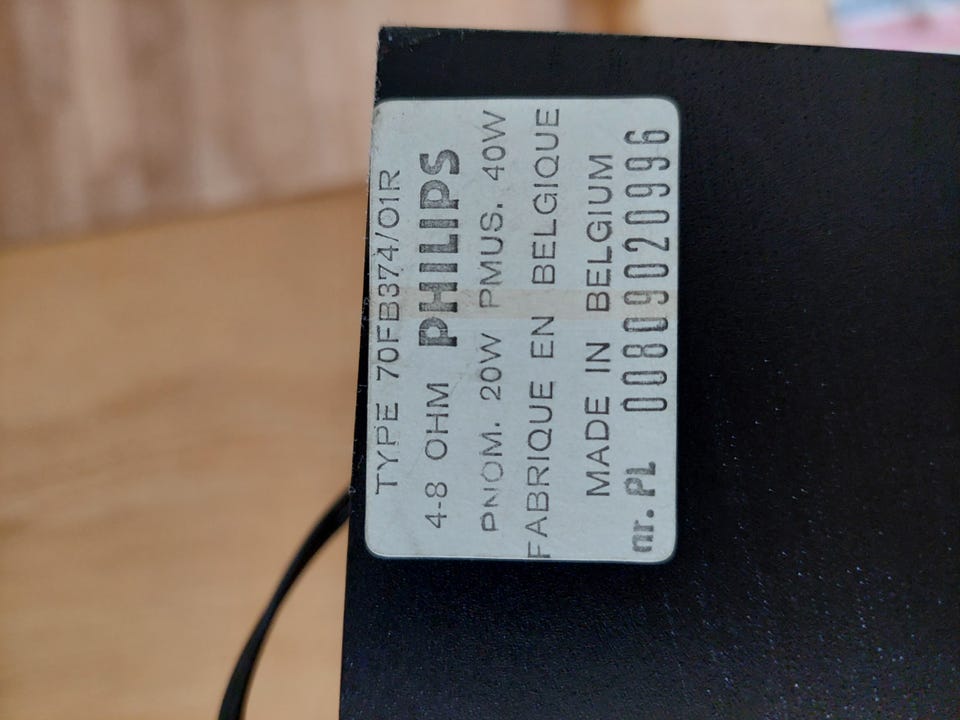 TYPE 70FB374/01R
4-8 OHM PHILIPS
PNOM. 20W PMUS. 40W
FABRIQUE EN BELGIQUE
MADE IN BELGIUM
nr. PL 00809020996